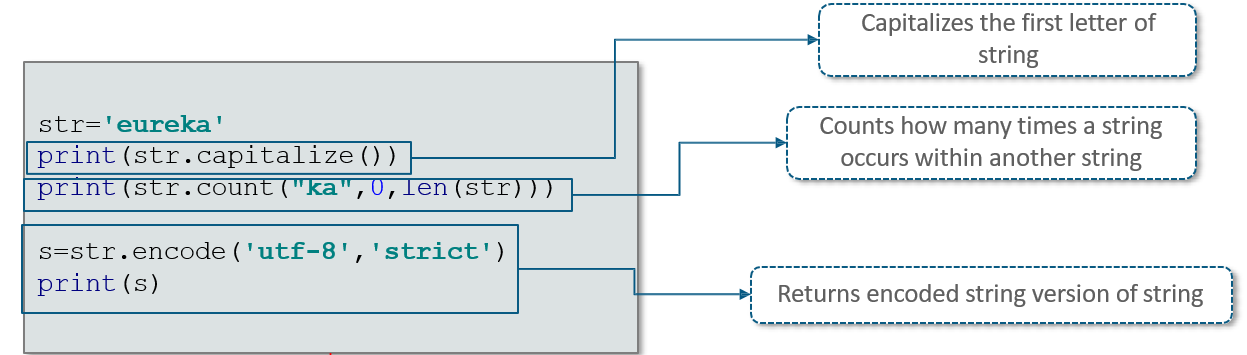 Capitalizes the first letter of
string
str='eureka'
print(str.capitalize())
print(str.count("ka",0,len(str)))
Counts how many times a string
occurs within another string
s=str.encode('utf-8','strict')
print(s)
Returns encoded string version of string